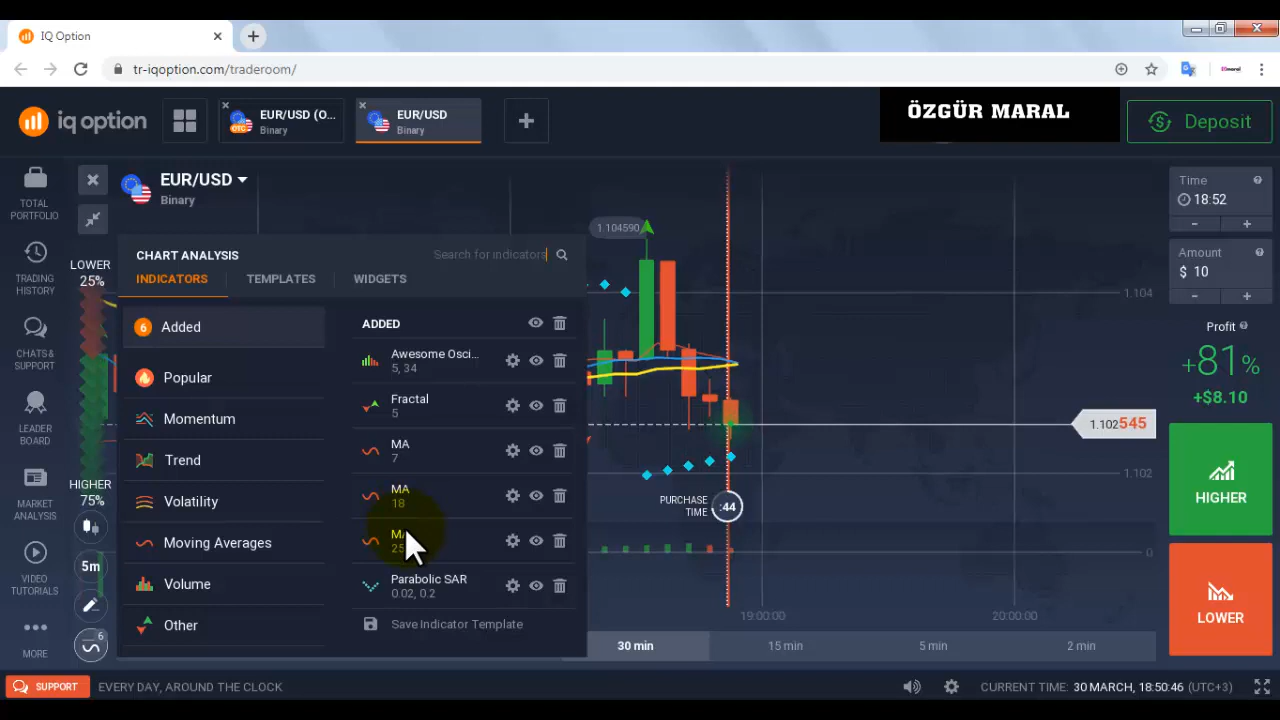 IQ Option
tr-iqoption.com/traderoom/
iq option
EUR/USD (O...
Binary
OTC
EUR/USD
Binary
ÖZGÜR MARAL
Deposit
TOTAL
PORTFOLIO
TRADING
HISTORY
CHATS &
SUPPORT
LEADER
BOARD
MARKET
ANALYSIS
VIDEO
TUTORIALS
MORE
EUR/USD
Binary
LOWER
25%
HIGHER
75%
5m
6
CHART ANALYSIS
Search for indicators
INDICATORS
TEMPLATES
WIDGETS
6
Added
Popular
Momentum
Trend
Volatility
Moving Averages
Volume
Other
ADDED
Awesome Osci...
5, 34
Fractal
5
MA
7
MA
18
MA
25
Parabolic SAR
0.02, 0.2
Save Indicator Template
1.104590
1.104
1.102545
1.102
PURCHASE
TIME
:44
0
19:00:00
20:00:00
30 min
15 min
5 min
2 min
Time
18:52
-
+
Amount
$ 10
-
+
Profit
+81%
+$8.10
HIGHER
LOWER
SUPPORT
EVERY DAY, AROUND THE CLOCK
CURRENT TIME: 30 MARCH, 18:50:46 (UTC+3)